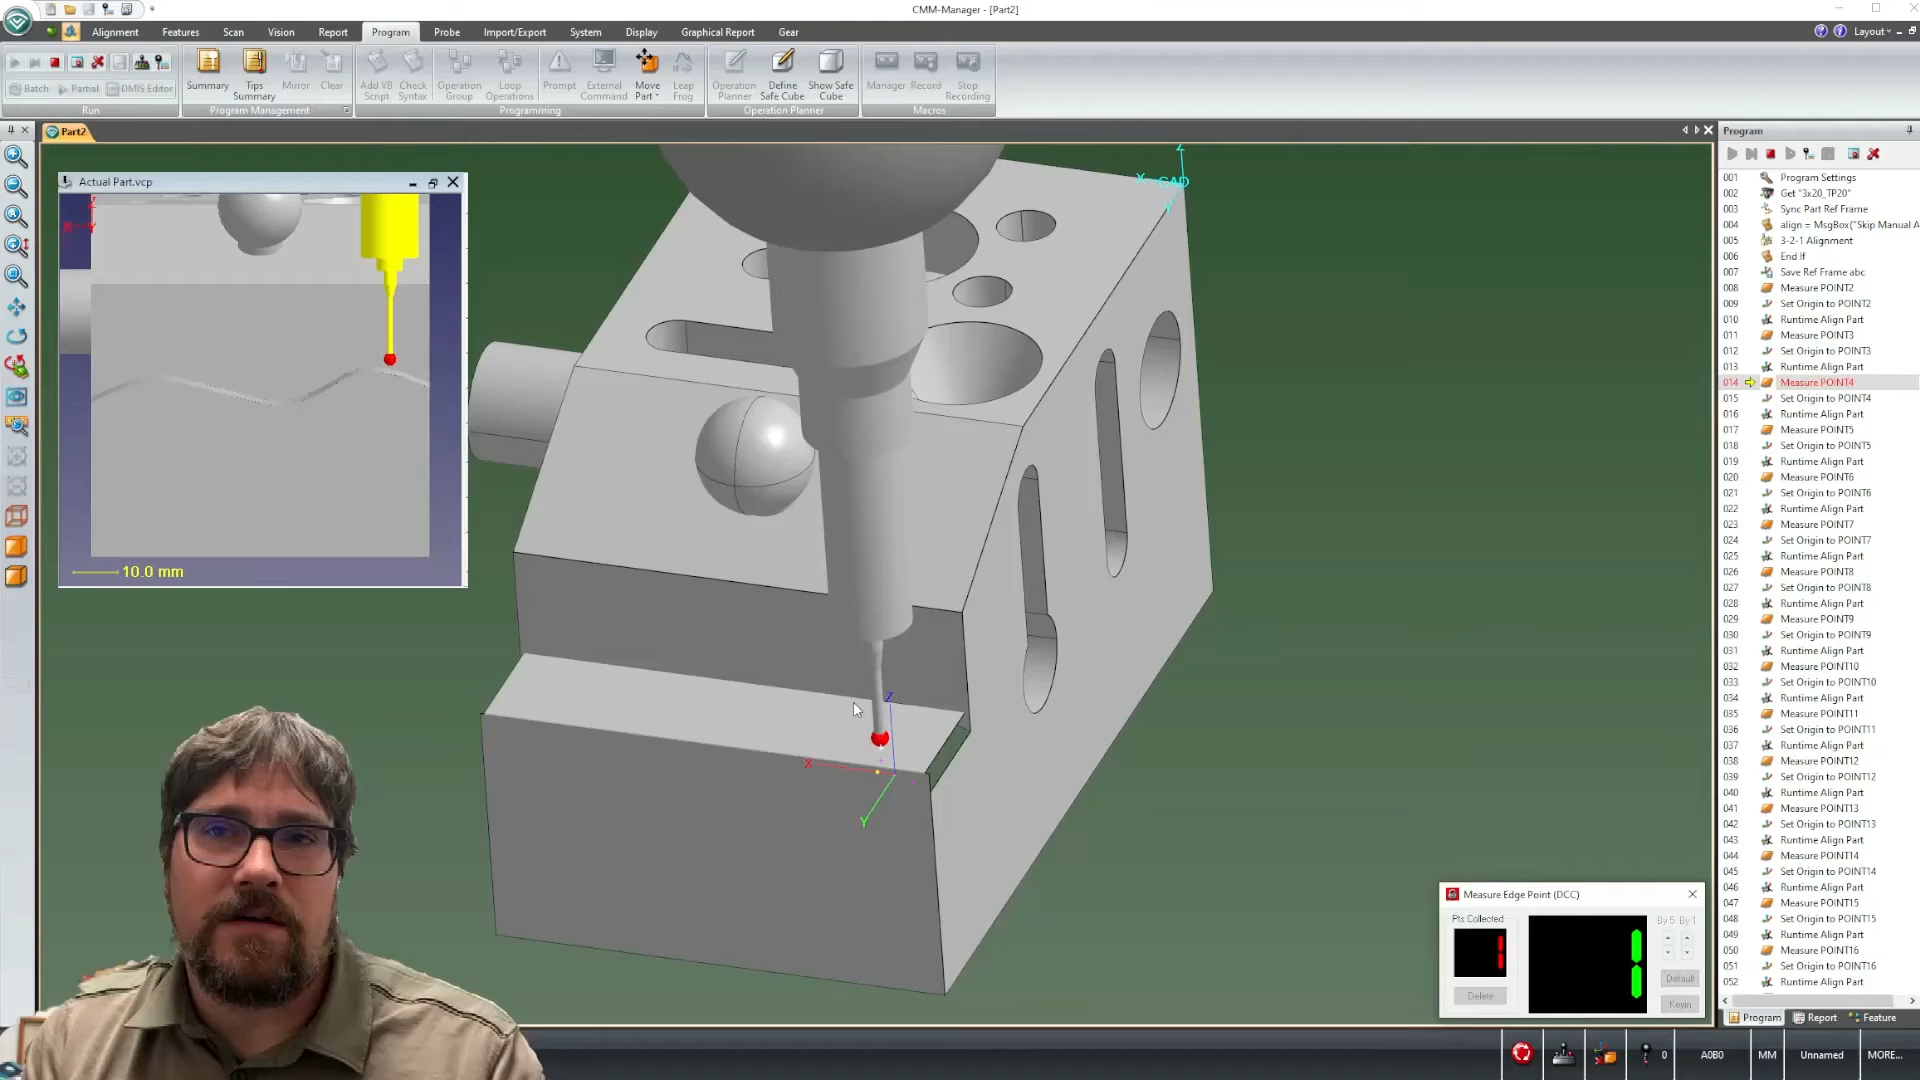 CMM-Manager - [Part2]
Alignment Features Scan Vision Report Program Probe Import/Export System Display Graphical Report Gear
Layout
Batch Partial DMIS Editor
Summary Tips Summary Mirror Clear
Add VB Script Check Syntax Operation Group Loop Operations Prompt External Command Move Part Leap Frog
Operation Planner Define Safe Cube Show Safe Cube
Manager Record Stop Recording
Run Program Management Programming Operation Planner Macros
Part2
Program
Actual Part.vcp
Z
X Y
10.0 mm
Z
X CAD
Y
Z
X
Y
001 Program Settings
002 Get "3x20_TP20"
003 Sync Part Ref Frame
004 align = MsgBox("Skip Manual A
005 3-2-1 Alignment
006 End If
007 Save Ref Frame abc
008 Measure POINT2
009 Set Origin to POINT2
010 Runtime Align Part
011 Measure POINT3
012 Set Origin to POINT3
013 Runtime Align Part
014 Measure POINT4
015 Set Origin to POINT4
016 Runtime Align Part
017 Measure POINT5
018 Set Origin to POINT5
019 Runtime Align Part
020 Measure POINT6
021 Set Origin to POINT6
022 Runtime Align Part
023 Measure POINT7
024 Set Origin to POINT7
025 Runtime Align Part
026 Measure POINT8
027 Set Origin to POINT8
028 Runtime Align Part
029 Measure POINT9
030 Set Origin to POINT9
031 Runtime Align Part
032 Measure POINT10
033 Set Origin to POINT10
034 Runtime Align Part
035 Measure POINT11
036 Set Origin to POINT11
037 Runtime Align Part
038 Measure POINT12
039 Set Origin to POINT12
040 Runtime Align Part
041 Measure POINT13
042 Set Origin to POINT13
043 Runtime Align Part
044 Measure POINT14
045 Set Origin to POINT14
046 Runtime Align Part
047 Measure POINT15
048 Set Origin to POINT15
049 Runtime Align Part
050 Measure POINT16
051 Set Origin to POINT16
052 Runtime Align Part
Measure Edge Point (DCC)
Pts Collected By 5 By 1
1 1
Default
Delete Keyin
Program Report Feature
0 A0B0 MM Unnamed MORE...